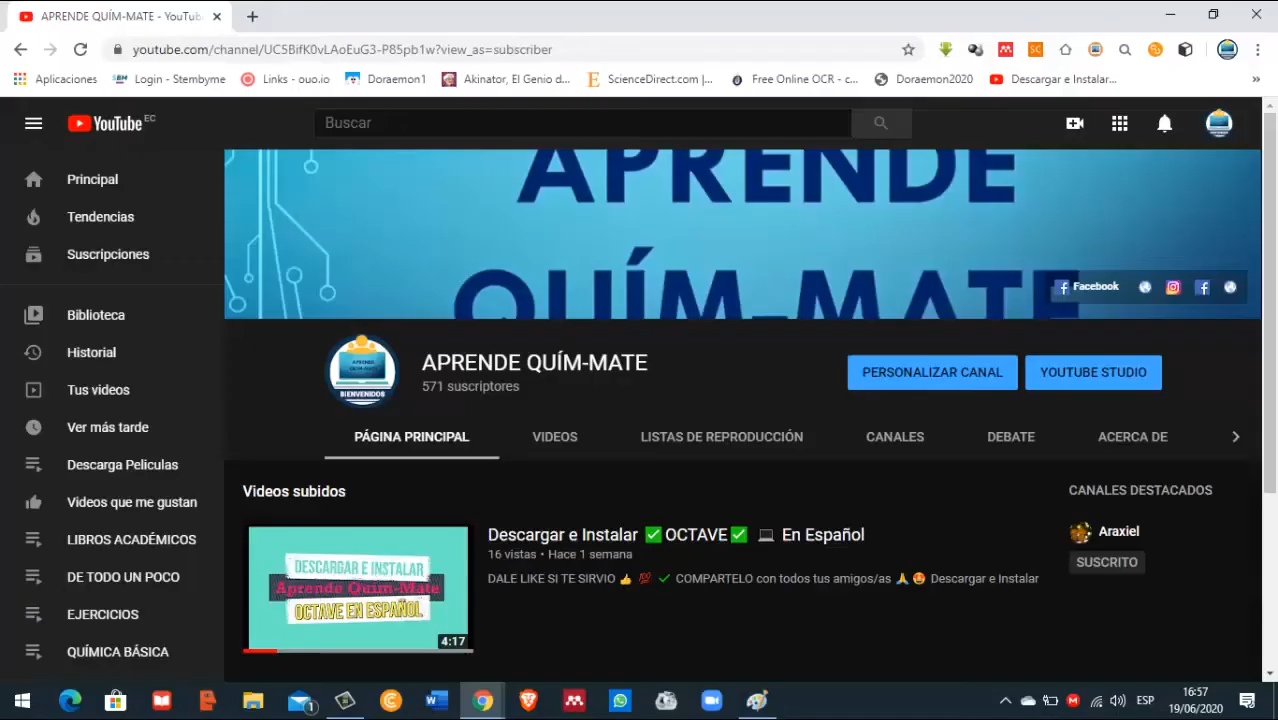 APRENDE QUÍM-MATE - YouTub
youtube.com/channel/UC5BifK0vLAoEuG3-P85pb1w?view_as=subscriber
Aplicaciones
SBM Login - Stembyme
Links - ouo.io
Doraemon1
Akinator, El Genio d...
E ScienceDirect.com |...
Free Online OCR - c...
Doraemon2020
Descargar e Instalar...
»
YouTube EC
Buscar
Principal
Tendencias
Suscripciones
Biblioteca
Historial
Tus videos
Ver más tarde
Descarga Peliculas
Videos que me gustan
LIBROS ACADÉMICOS
DE TODO UN POCO
EJERCICIOS
QUÍMICA BÁSICA
APRENDE
QUÍM-MATE
Facebook
BIENVENIDOS
APRENDE QUÍM-MATE
571 suscriptores
PERSONALIZAR CANAL
YOUTUBE STUDIO
PÁGINA PRINCIPAL
VIDEOS
LISTAS DE REPRODUCCIÓN
CANALES
DEBATE
ACERCA DE
Videos subidos
DESCARGAR E INSTALAR
Aprende Quim-Mate
OCTAVE EN ESPAÑOL
4:17
Descargar e Instalar ✅ OCTAVE ✅ 💻 En Español
16 vistas • Hace 1 semana
DALE LIKE SI TE SIRVIO 👍 💯 ✔ COMPARTELO con todos tus amigos/as 🙏 🤩 Descargar e Instalar
CANALES DESTACADOS
Araxiel
SUSCRITO
ESP
16:57
19/06/2020